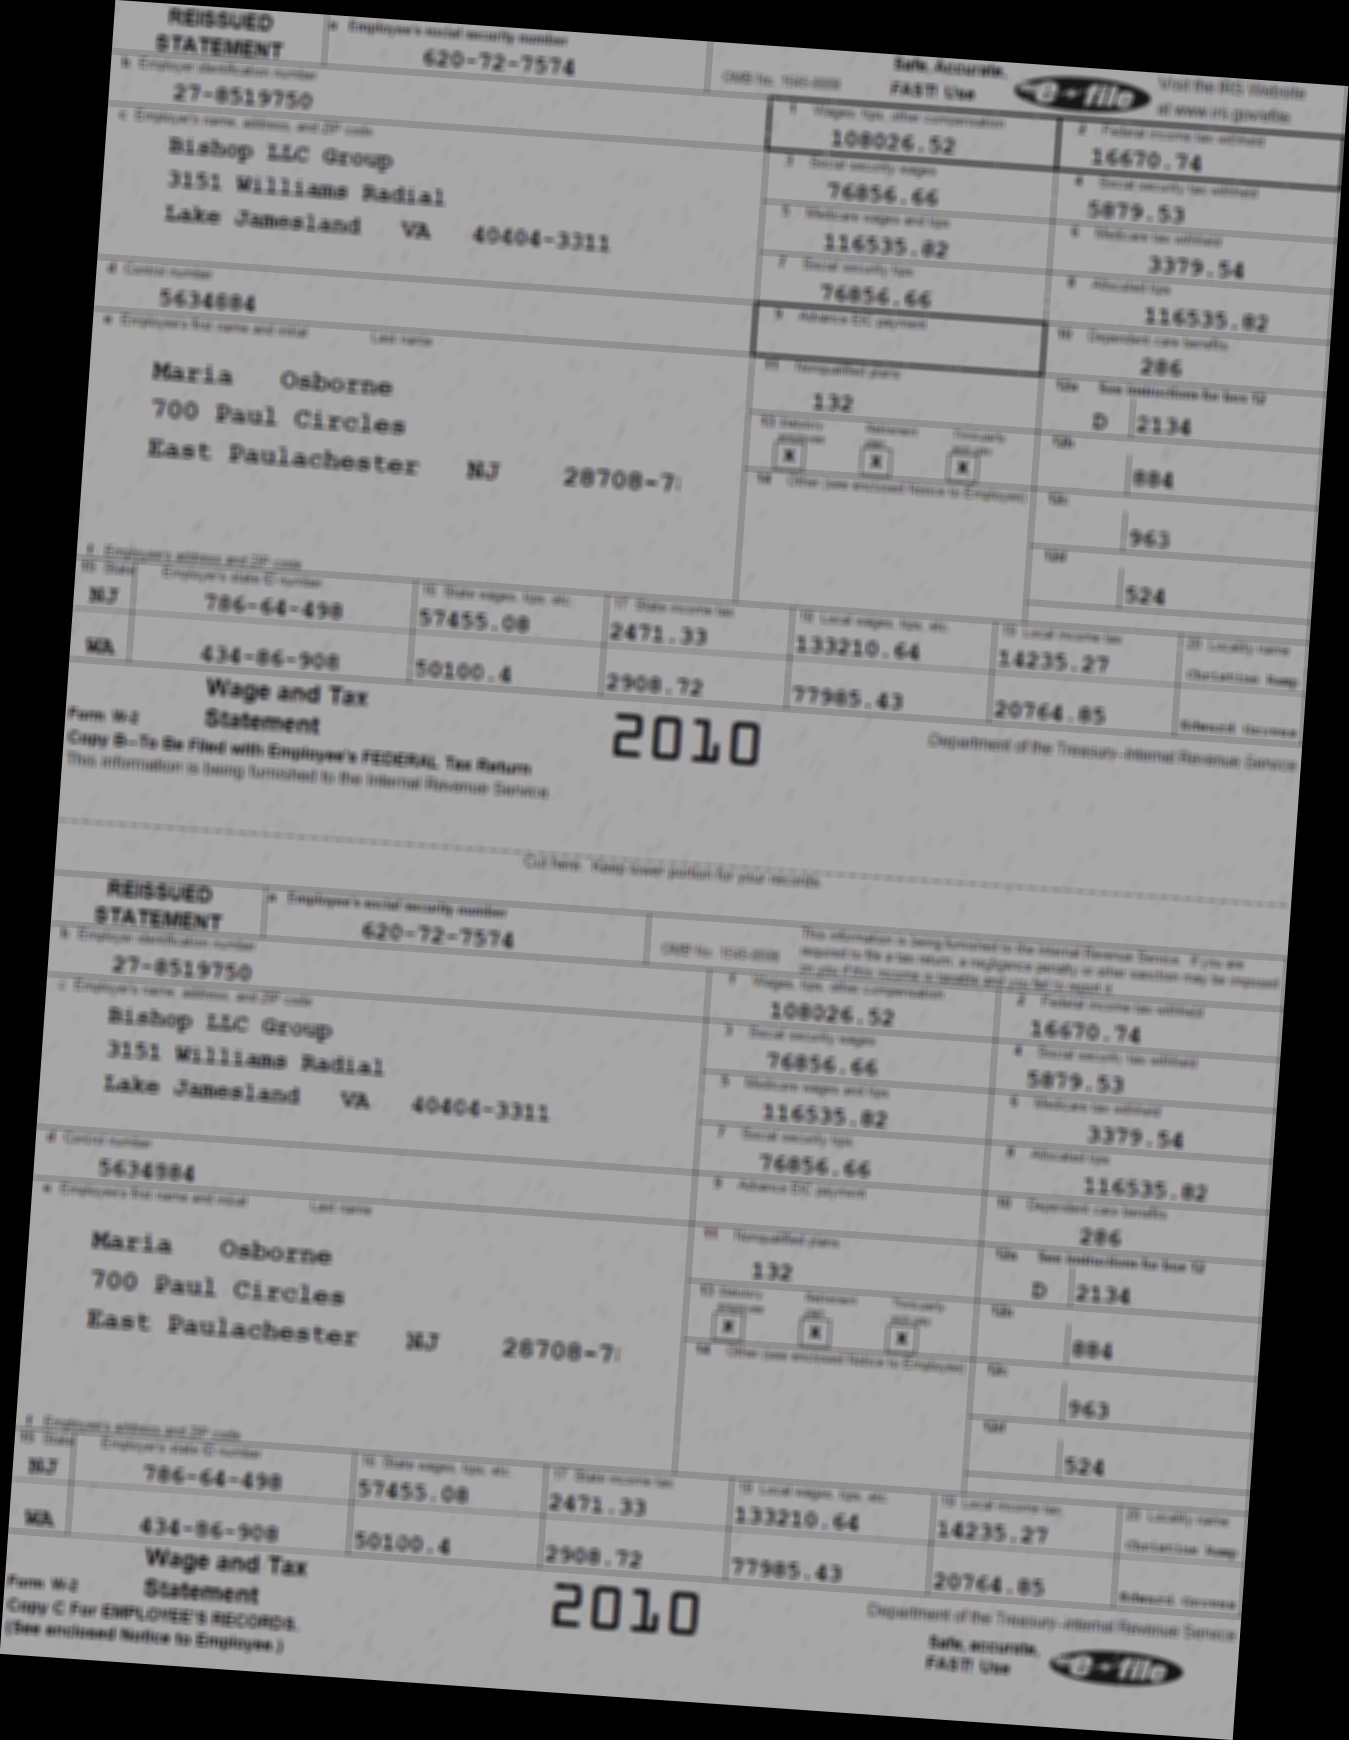 REISSUED
STATEMENT
a Employee's social security number
620-72-7574
OMB No. 1545-0008
Safe, Accurate,
FAST! Use
e-file
Visit the IRS Website
at www.irs.gov/efile.
b Employer identification number
27-8519750
c Employer's name, address, and ZIP code
Bishop LLC Group
3151 Williams Radial
Lake Jamesland VA 40404-3311
1 Wages, tips, other compensation
108026.52
2 Federal income tax withheld
16670.74
3 Social security wages
76856.66
4 Social security tax withheld
5879.53
5 Medicare wages and tips
116535.82
6 Medicare tax withheld
3379.54
7 Social security tips
76856.66
8 Allocated tips
116535.82
d Control number
9 Advance EIC payment
10 Dependent care benefits
286
e Employee's first name and initial Last name
Maria Osborne
700 Paul Circles
East Paulachester NJ 28708-7
11 Nonqualified plans
132
12a See instructions for box 12
D 2134
12b
884
12c
963
12d
524
13 Statutory employee
Retirement plan
Third-party sick pay
X X X
14 Other (see enclosed Notice to Employee)
f Employee's address and ZIP code
15 State Employer's state ID number
16 State wages, tips, etc.
17 State income tax
18 Local wages, tips, etc.
19 Local income tax
20 Locality name
NJ 786-64-498 57455.08 2471.33 133210.64 14235.27
WA 434-86-908 50100.4 2908.72 77985.43 20764.85
Form W-2
Wage and Tax
Statement
2010
Department of the Treasury-Internal Revenue Service
Copy B-To Be Filed with Employee's FEDERAL Tax Return
This information is being furnished to the Internal Revenue Service
Cut here. Keep lower portion for your records.
REISSUED
STATEMENT
a Employee's social security number
620-72-7574
OMB No. 1545-0008
This information is being furnished to the Internal Revenue Service. If you are
required to file a tax return, a negligence penalty or other sanction may be imposed
on you if this income is taxable and you fail to report it.
b Employer identification number
27-8519750
c Employer's name, address, and ZIP code
Bishop LLC Group
3151 Williams Radial
Lake Jamesland VA 40404-3311
1 Wages, tips, other compensation
108026.52
2 Federal income tax withheld
16670.74
3 Social security wages
76856.66
4 Social security tax withheld
5879.53
5 Medicare wages and tips
116535.82
6 Medicare tax withheld
3379.54
7 Social security tips
76856.66
8 Allocated tips
116535.82
d Control number
9 Advance EIC payment
10 Dependent care benefits
286
e Employee's first name and initial Last name
Maria Osborne
700 Paul Circles
East Paulachester NJ 28708-7
11 Nonqualified plans
132
12a See instructions for box 12
D 2134
12b
884
12c
963
12d
524
13 Statutory employee
Retirement plan
Third-party sick pay
X X X
14 Other (see enclosed Notice to Employee)
f Employee's address and ZIP code
15 State Employer's state ID number
16 State wages, tips, etc.
17 State income tax
18 Local wages, tips, etc.
19 Local income tax
20 Locality name
NJ 786-64-498 57455.08 2471.33 133210.64 14235.27
WA 434-86-908 50100.4 2908.72 77985.43 20764.85
Form W-2
Wage and Tax
Statement
2010
Department of the Treasury-Internal Revenue Service
Copy C For EMPLOYEE'S RECORDS.
(See enclosed Notice to Employee.)
Safe, accurate,
FAST! Use
e-file